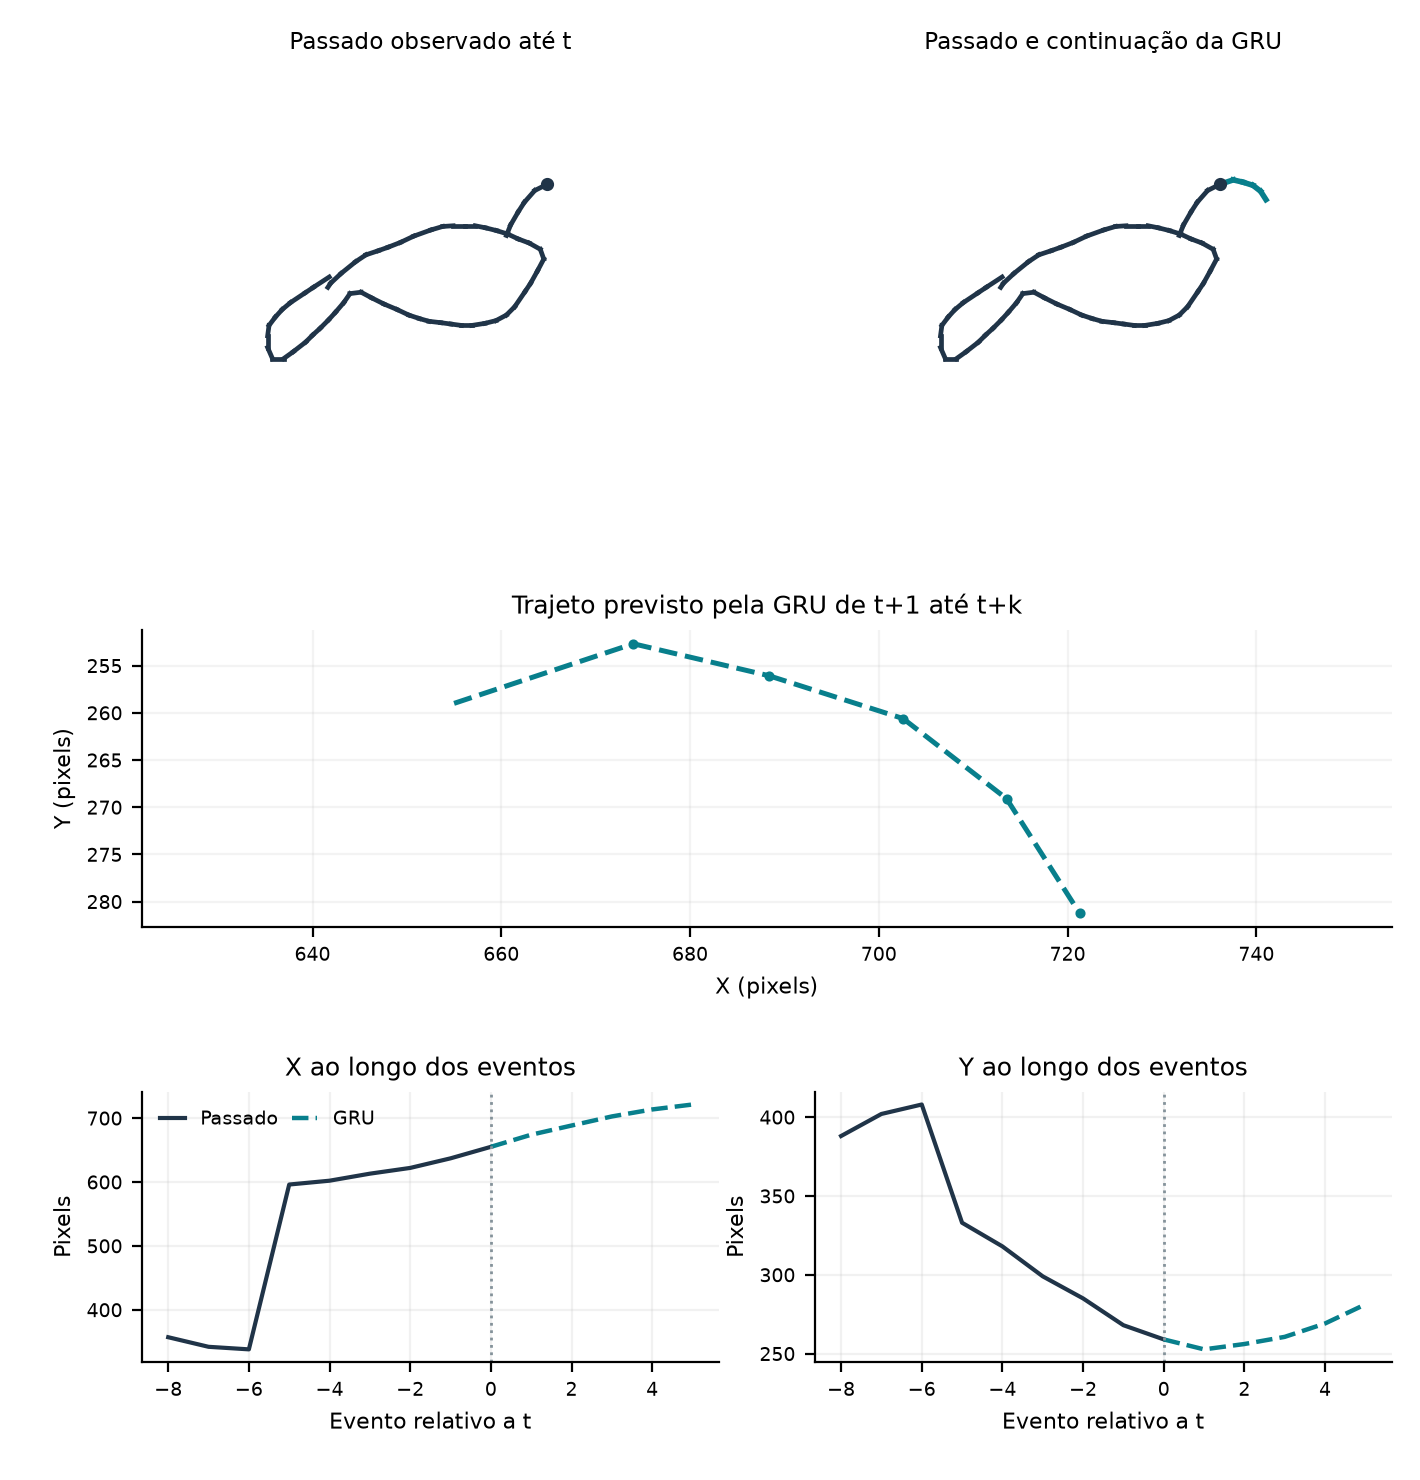 Passado observado até t
Passado e continuação da GRU
Trajeto previsto pela GRU de t+1 até t+k
255
260
265
270
275
280
Y (pixels)
640 660 680 700 720 740
X (pixels)
X ao longo dos eventos
Passado GRU
700
600
500
400
Pixels
−8 −6 −4 −2 0 2 4
Evento relativo a t
Y ao longo dos eventos
400
350
300
250
Pixels
−8 −6 −4 −2 0 2 4
Evento relativo a t